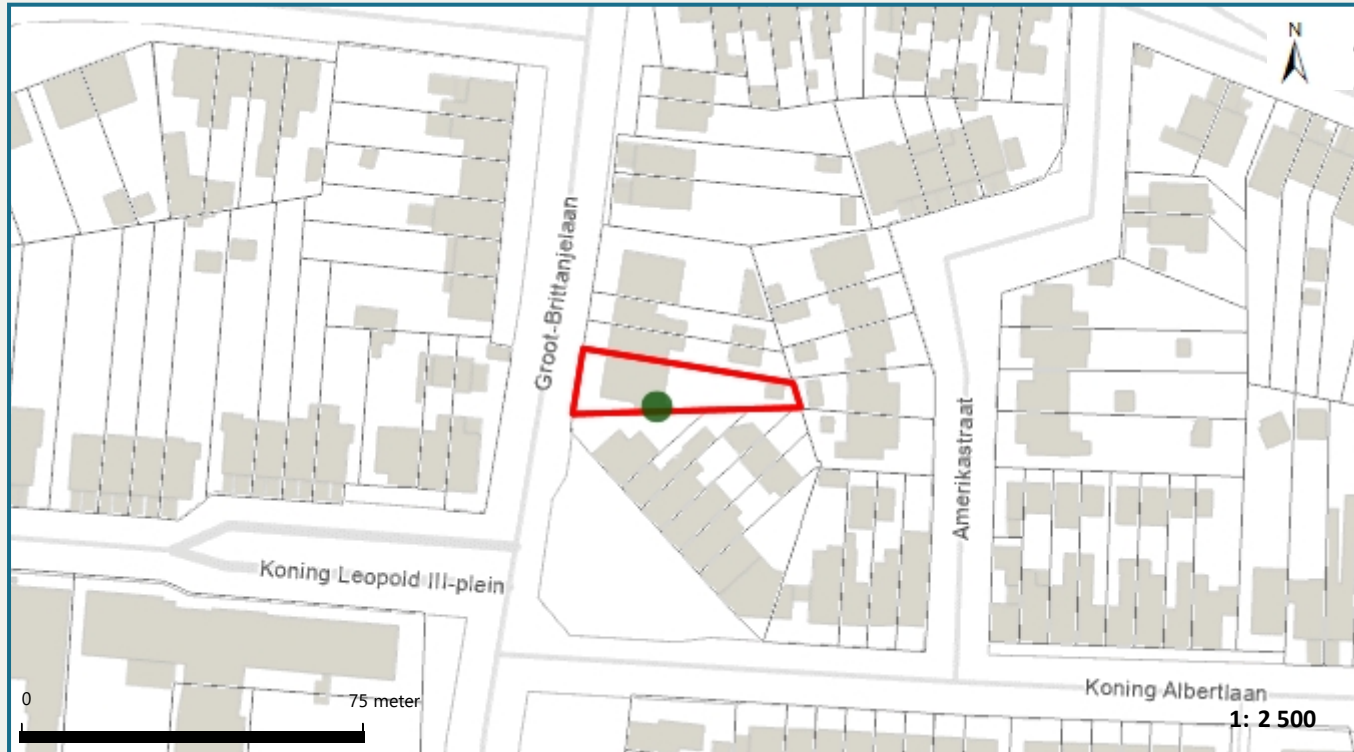 N
Groot-Brittanjelaan
Amerikastraat
Koning Leopold III-plein
Koning Albertlaan
0
75 meter
1: 2 500